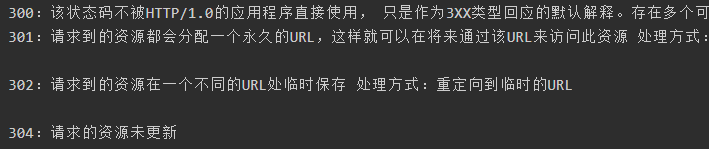 300：该状态码不被HTTP/1.0的应用程序直接使用， 只是作为3XX类型回应的默认解释。存在多个可
301：请求到的资源都会分配一个永久的URL，这样就可以在将来通过该URL来访问此资源 处理方式：
302：请求到的资源在一个不同的URL处临时保存 处理方式：重定向到临时的URL
304：请求的资源未更新